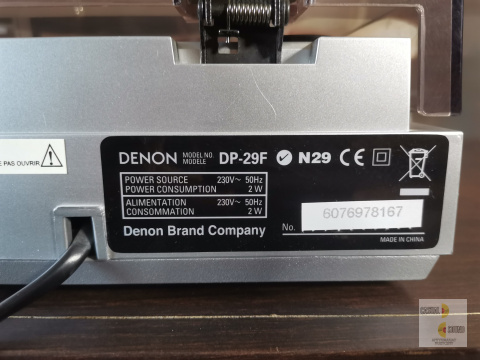 E PAS OUVRIR.
DENON MODEL NO. MODÈLE DP-29F N29 CE
POWER SOURCE 230V~ 50Hz
POWER CONSUMPTION 2 W
ALIMENTATION 230V~ 50Hz
CONSOMMATION 2 W
Denon Brand Company
No. 6076978167
MADE IN CHINA